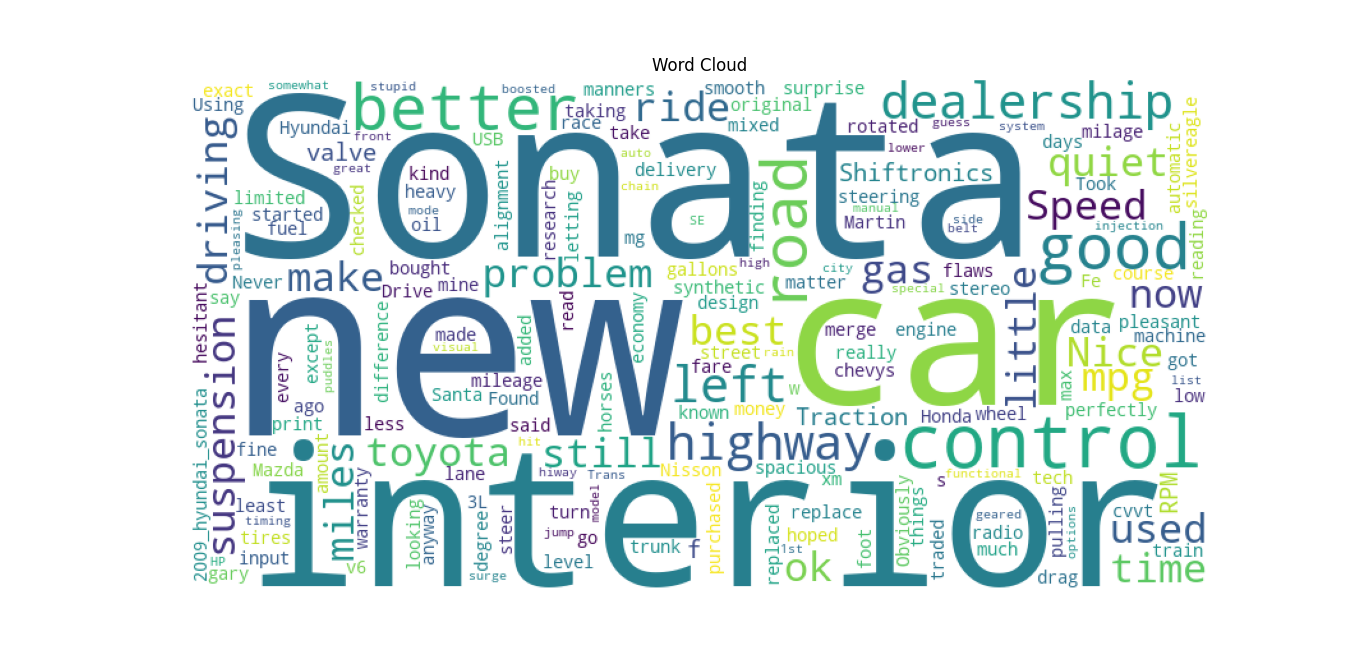 Word Cloud
exact somewhat stupid boosted manners smooth surprise
Using better taking ride original dealership
Hyundai front USB race take mixed rotated guess system milage
driving valve great kind auto delivery lower days quiet automatic silvereagle
Sonata
limited checked heavy alignment research buy letting chain finding road Shiftronics Took
started mode oil SE steering manual Speed
fuel pleasing mg Martin side belt injection good reading
Never make bought problem gallons high city gas flaws Fe course
hesitant say Drive mine synthetic matter special stereo little now
new car
suspension every except puddles difference made visual added read economy design best merge engine data pleasant
street rain really Nice machine
mileage fare chevys got list
Santa Found horses left w max mpg low
ago known money Traction Honda wheel perfectly
print less said
2009_hyundai_sonata fine miles toyota hit still highway control
interior
Mazda amount warranty lane hiway Trans Nisson spacious xm s functional tech RPM
least looking anyway 3L degree steer turn model purchased replace Obviously things geared pulling options cvvt
timing tires jump go hoped radio used
input v6 trunk f replaced 1st foot much train
HP gary surge level ok traded drag time